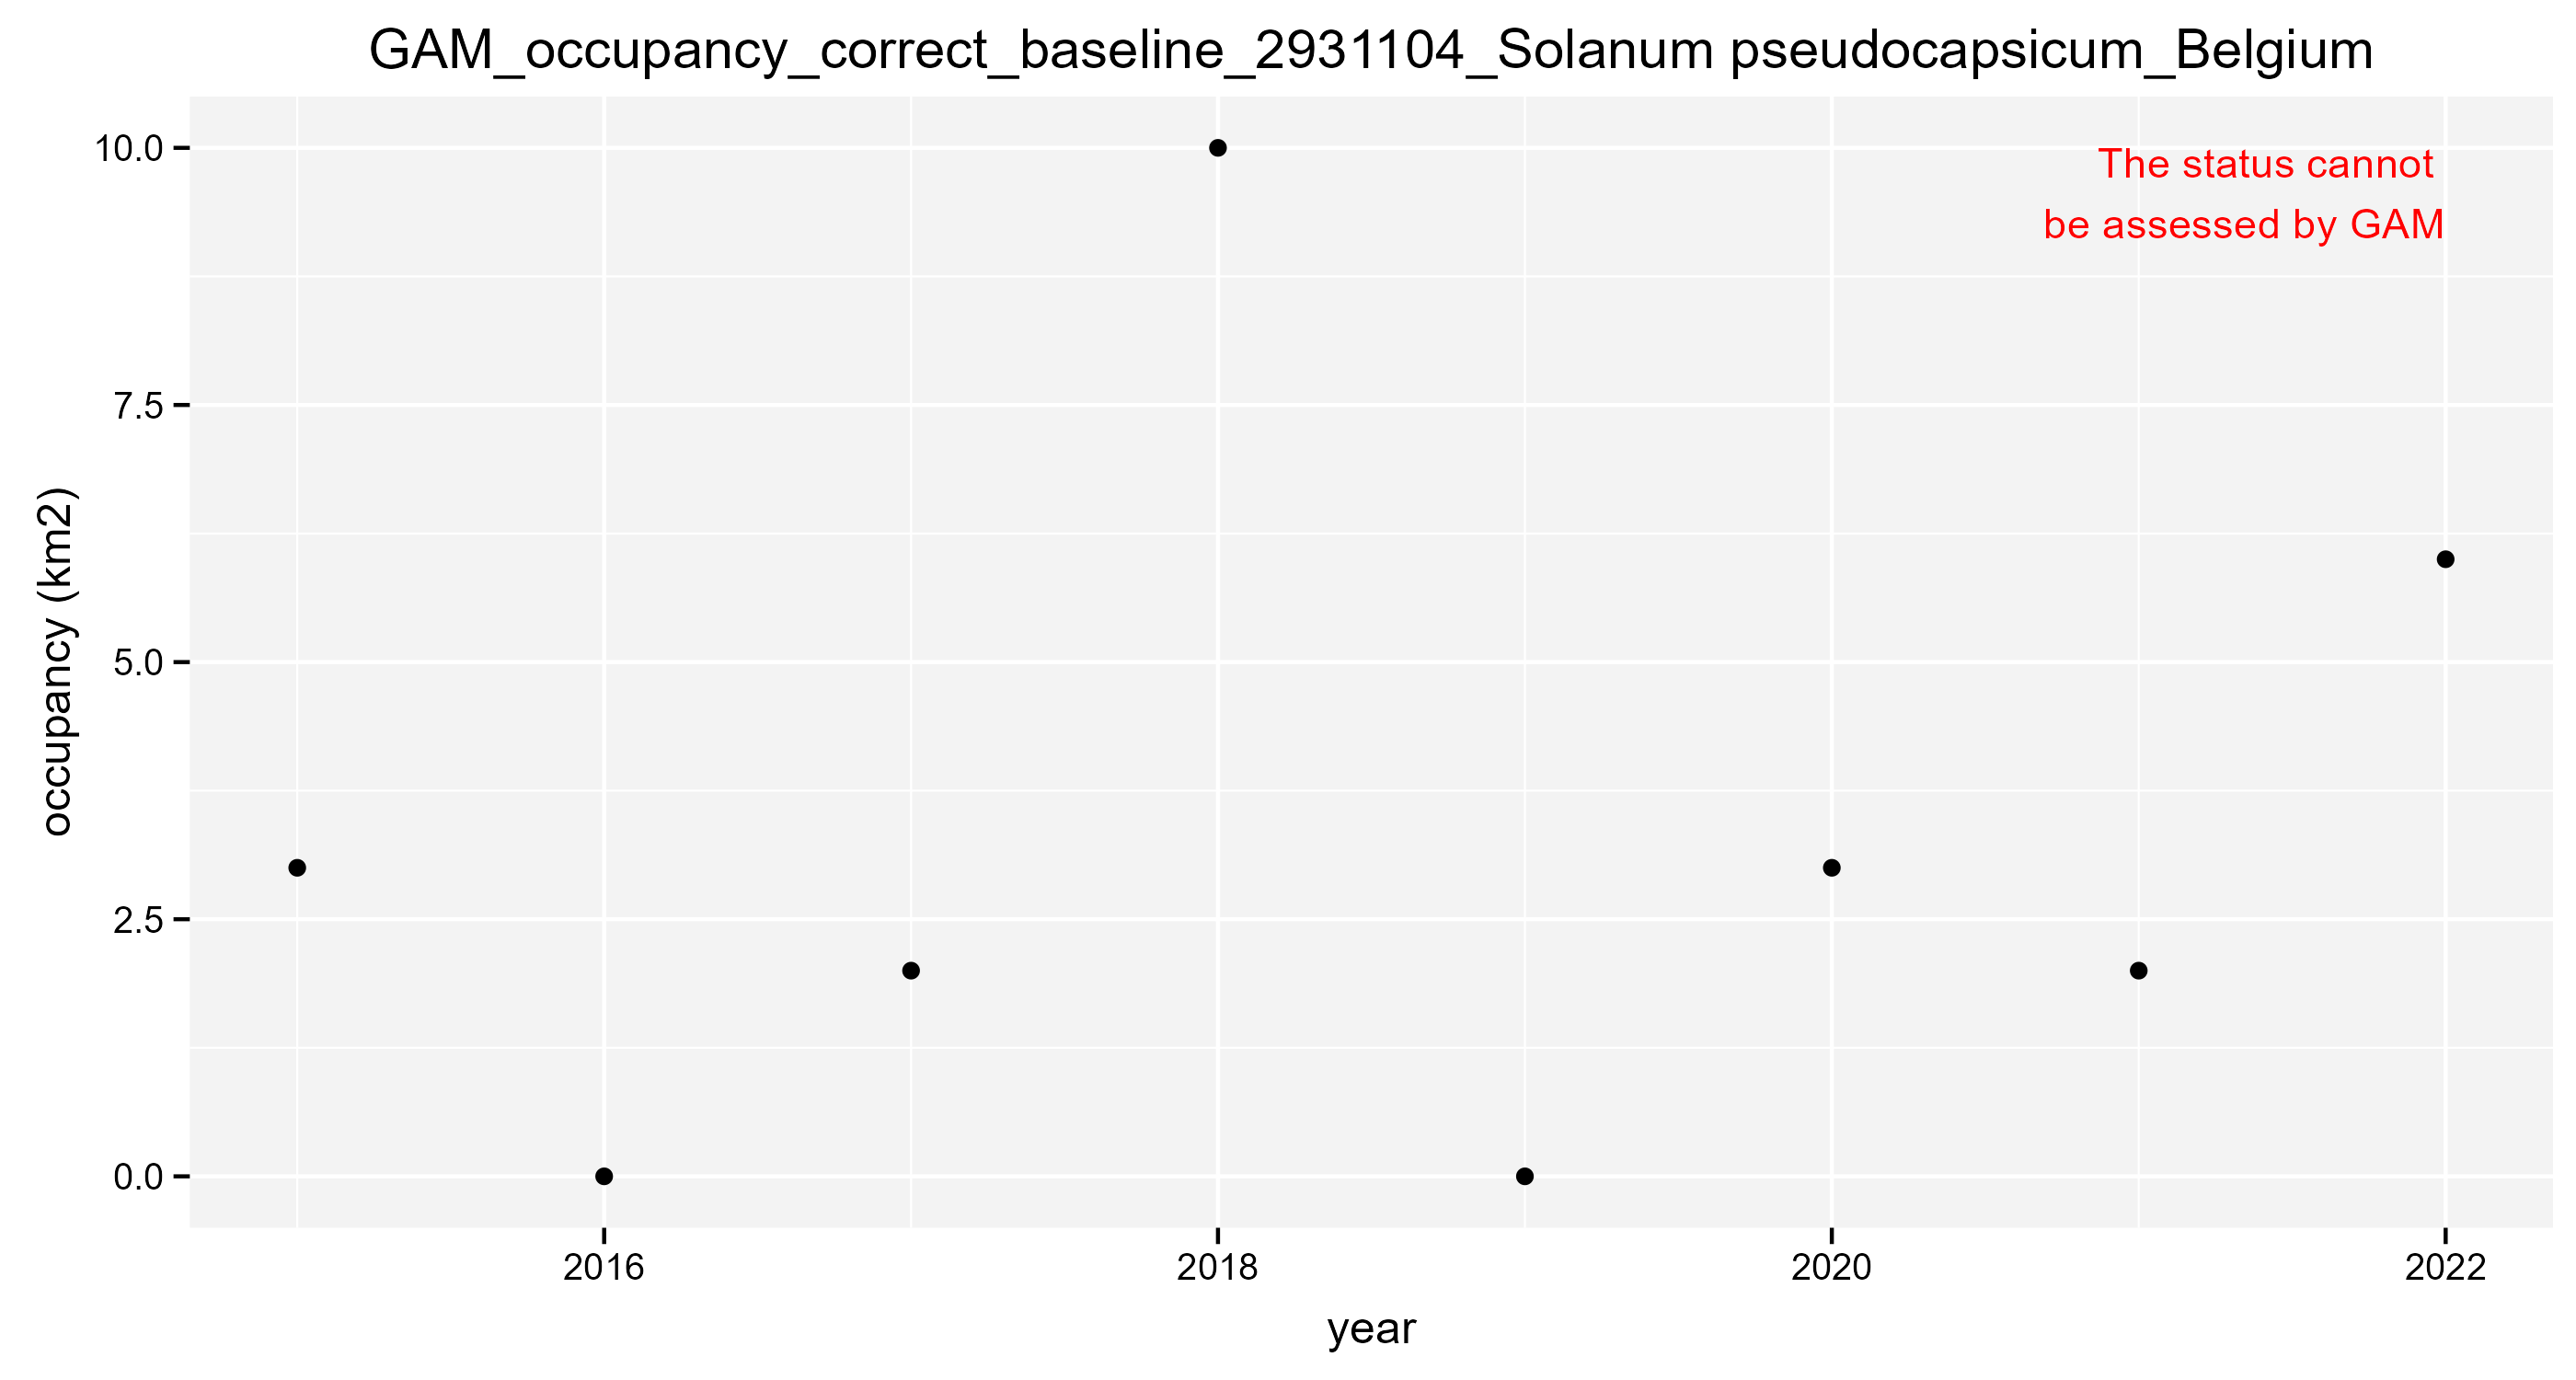 GAM_occupancy_correct_baseline_2931104_Solanum pseudocapsicum_Belgium
The status cannot
be assessed by GAM
10.0
7.5
5.0
2.5
0.0
occupancy (km2)
2016
2018
2020
2022
year